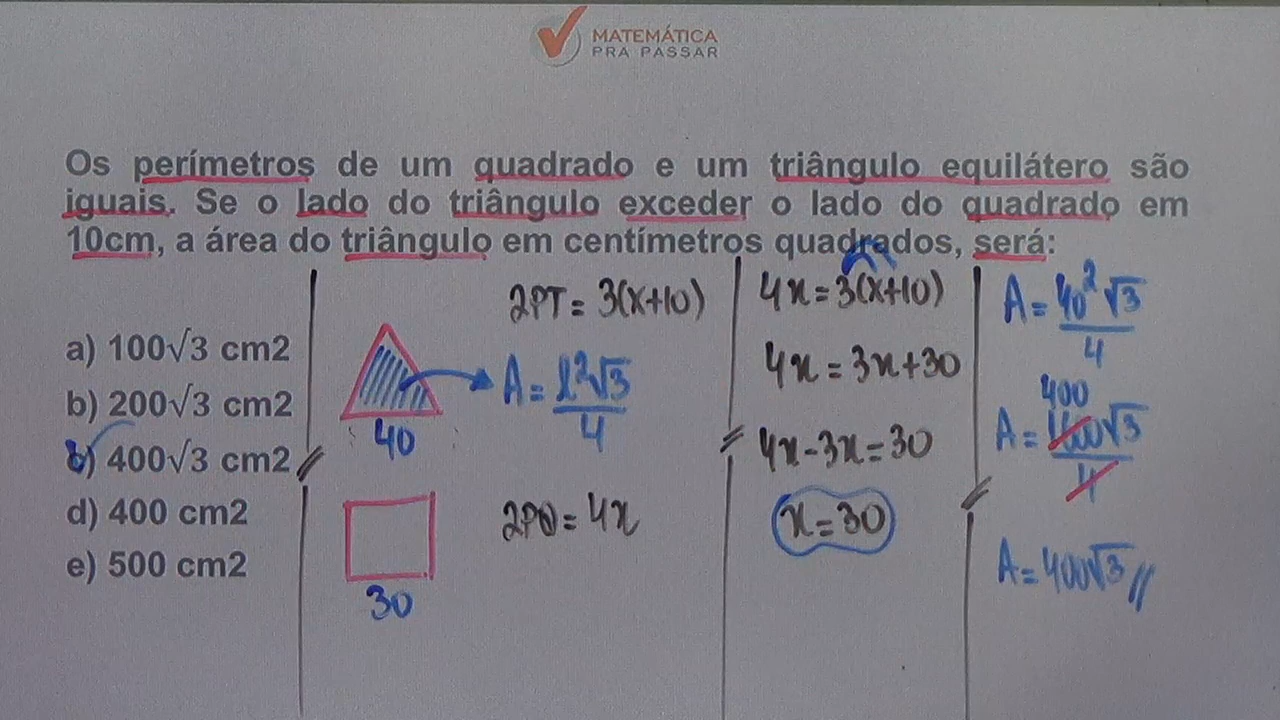 MATEMÁTICA
PRA PASSAR
Os perímetros de um quadrado e um triângulo equilátero são
iguais. Se o lado do triângulo exceder o lado do quadrado em
10cm, a área do triângulo em centímetros quadrados, será:
a) 100√3 cm2
b) 200√3 cm2
c) 400√3 cm2
d) 400 cm2
e) 500 cm2
2PT = 3(x+10)
A = l²√3
4
40
2PQ = 4x
30
4x = 3(x+10)
4x = 3x+30
4x-3x = 30
x = 30
A = 40²√3
4
400
A = 1600√3
4
A = 400√3 //